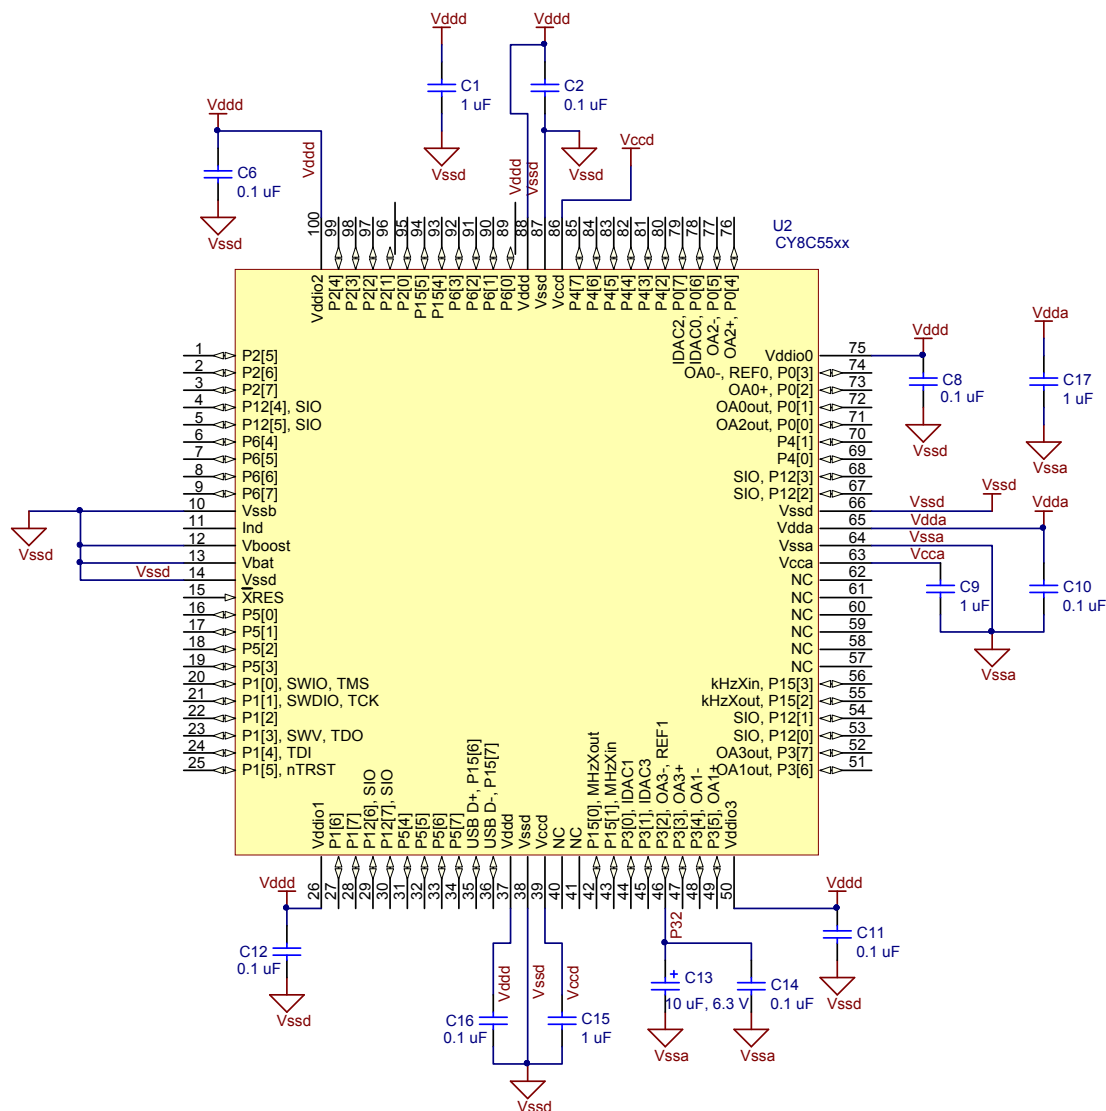 Vddd
Vddd
C1
1 uF
C2
0.1 uF
Vddd
Vccd
Vssd
Vssd
C6
0.1 uF
Vssd
Vddd
Vddd
Vssd
U2
CY8C55xx
100
99
98
97
96
95
94
93
92
91
90
89
88
87
86
85
84
83
82
81
80
79
78
77
76
Vddio2
P2[4]
P2[3]
P2[2]
P2[1]
P2[0]
P15[5]
P15[4]
P6[3]
P6[2]
P6[1]
P6[0]
Vddd
Vssd
Vccd
P4[7]
P4[6]
P4[5]
P4[4]
P4[3]
P4[2]
IDAC2, P0[7]
IDAC0, P0[6]
OA2-, P0[5]
OA2+, P0[4]
1 P2[5]
2 P2[6]
3 P2[7]
4 P12[4], SIO
5 P12[5], SIO
6 P6[4]
7 P6[5]
8 P6[6]
9 P6[7]
10 Vssb
11 Ind
12 Vboost
13 Vbat
14 Vssd
15 XRES
16 P5[0]
17 P5[1]
18 P5[2]
19 P5[3]
20 P1[0], SWIO, TMS
21 P1[1], SWDIO, TCK
22 P1[2]
23 P1[3], SWV, TDO
24 P1[4], TDI
25 P1[5], nTRST
Vssd
Vssd
Vddio0 75
OA0-, REF0, P0[3] 74
OA0+, P0[2] 73
OA0out, P0[1] 72
OA2out, P0[0] 71
P4[1] 70
P4[0] 69
SIO, P12[3] 68
SIO, P12[2] 67
Vssd 66
Vdda 65
Vssa 64
Vcca 63
NC 62
NC 61
NC 60
NC 59
NC 58
NC 57
kHzXin, P15[3] 56
kHzXout, P15[2] 55
SIO, P12[1] 54
SIO, P12[0] 53
OA3out, P3[7] 52
OA1out, P3[6] 51
Vddd
C8
0.1 uF
Vssd
Vdda
C17
1 uF
Vssa
Vssd
Vssd
Vdda
Vdda
Vssa
Vcca
C9
1 uF
C10
0.1 uF
Vssa
Vddio1
P1[6]
P1[7]
P12[6], SIO
P12[7], SIO
P5[4]
P5[5]
P5[6]
P5[7]
USB D+, P15[6]
USB D-, P15[7]
Vddd
Vssd
Vccd
NC
NC
P15[0], MHzXout
P15[1], MHzXin
P3[0], IDAC1
P3[1], IDAC3
P3[2], OA3-, REF1
P3[3], OA3+
P3[4], OA1-
P3[5], OA1+
Vddio3
26
27
28
29
30
31
32
33
34
35
36
37
38
39
40
41
42
43
44
45
46
47
48
49
50
Vddd
C12
0.1 uF
Vssd
Vddd
Vssd
Vccd
C16
0.1 uF
C15
1 uF
Vssd
P32
+
C13
10 uF, 6.3 V
Vssa
C14
0.1 uF
Vssa
Vddd
C11
0.1 uF
Vssd